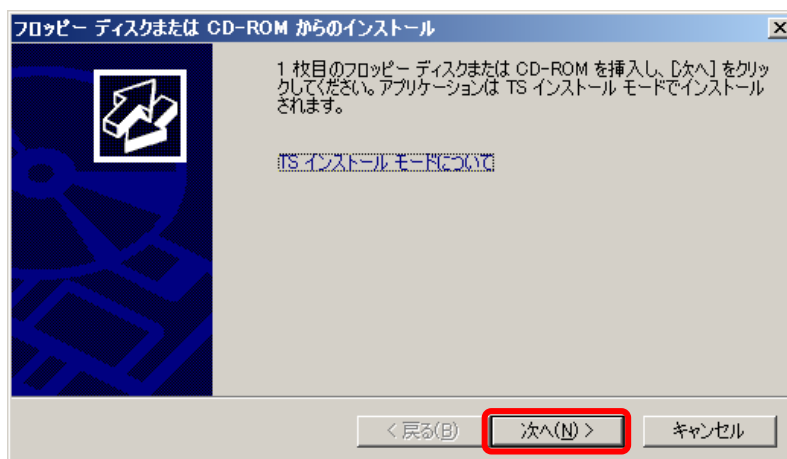 フロッピー ディスクまたは CD-ROM からのインストール
1 枚目のフロッピー ディスクまたは CD-ROM を挿入し、[次へ] をクリッ
クしてください。アプリケーションは TS インストール モードでインストール
されます。
TS インストール モードについて
< 戻る(B)
次へ(N) >
キャンセル